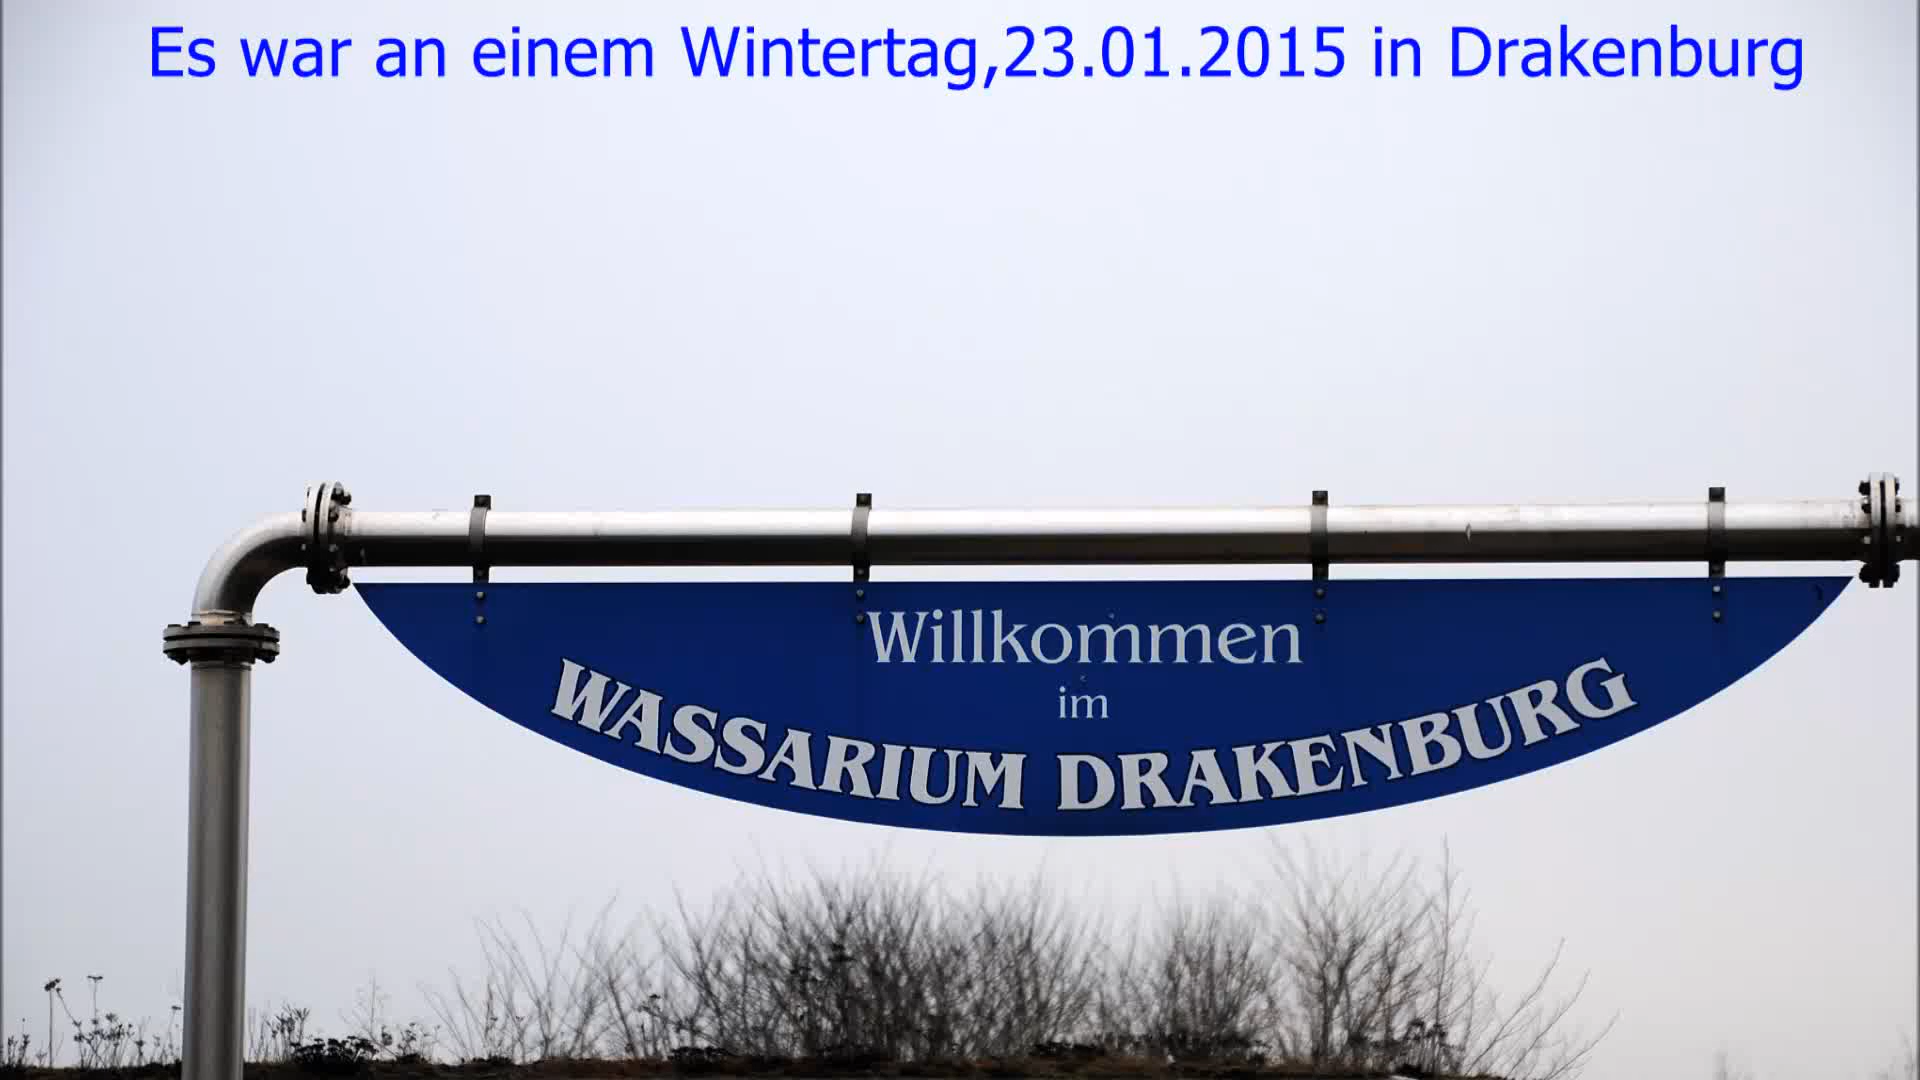 Es war an einem Wintertag,23.01.2015 in Drakenburg
Willkommen
im
WASSARIUM DRAKENBURG